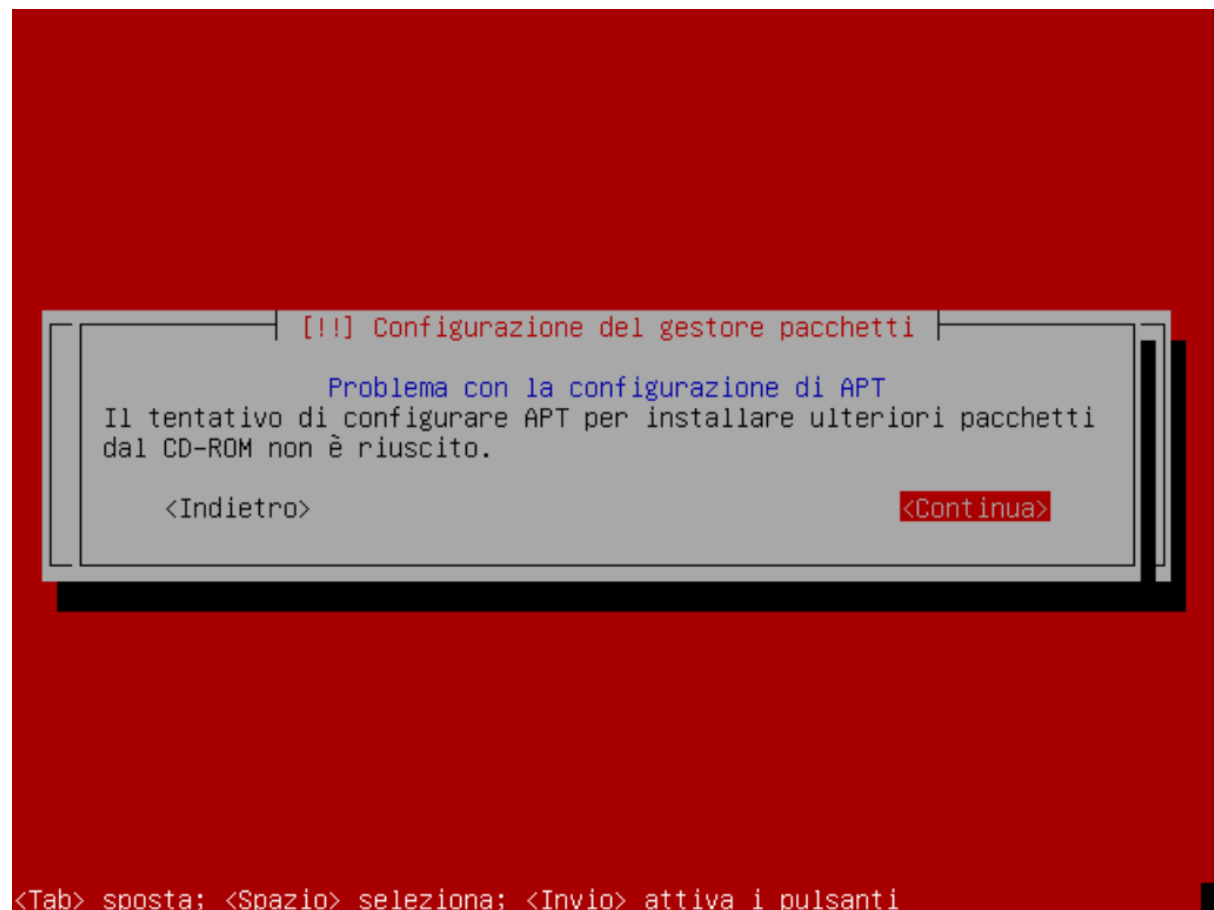 [!!] Configurazione del gestore pacchetti
Problema con la configurazione di APT
Il tentativo di configurare APT per installare ulteriori pacchetti
dal CD-ROM non è riuscito.
<Indietro> <Continua>
<Tab> sposta; <Spazio> seleziona; <Invio> attiva i pulsanti